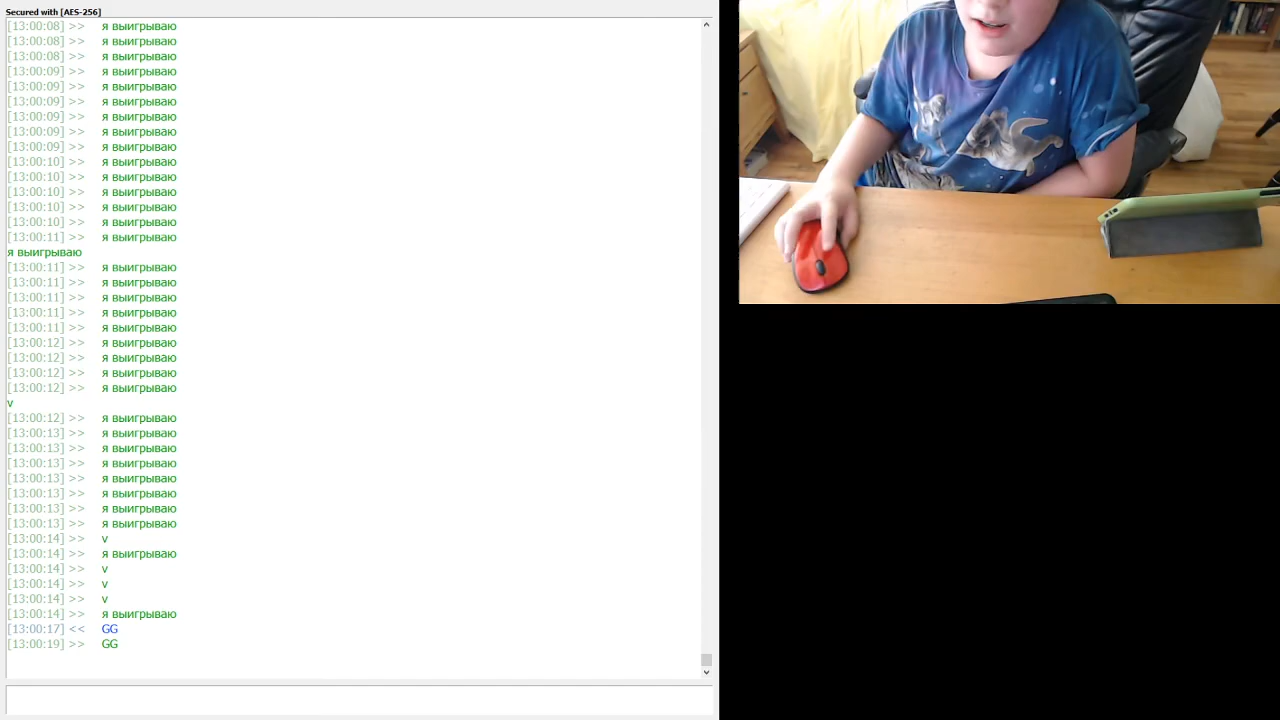 Secured with [AES-256]
[13:00:08] >> я выигрываю
[13:00:08] >> я выигрываю
[13:00:08] >> я выигрываю
[13:00:09] >> я выигрываю
[13:00:09] >> я выигрываю
[13:00:09] >> я выигрываю
[13:00:09] >> я выигрываю
[13:00:09] >> я выигрываю
[13:00:09] >> я выигрываю
[13:00:10] >> я выигрываю
[13:00:10] >> я выигрываю
[13:00:10] >> я выигрываю
[13:00:10] >> я выигрываю
[13:00:10] >> я выигрываю
[13:00:11] >> я выигрываю
я выигрываю
[13:00:11] >> я выигрываю
[13:00:11] >> я выигрываю
[13:00:11] >> я выигрываю
[13:00:11] >> я выигрываю
[13:00:11] >> я выигрываю
[13:00:12] >> я выигрываю
[13:00:12] >> я выигрываю
[13:00:12] >> я выигрываю
[13:00:12] >> я выигрываю
v
[13:00:12] >> я выигрываю
[13:00:13] >> я выигрываю
[13:00:13] >> я выигрываю
[13:00:13] >> я выигрываю
[13:00:13] >> я выигрываю
[13:00:13] >> я выигрываю
[13:00:13] >> я выигрываю
[13:00:13] >> я выигрываю
[13:00:14] >> v
[13:00:14] >> я выигрываю
[13:00:14] >> v
[13:00:14] >> v
[13:00:14] >> v
[13:00:14] >> я выигрываю
[13:00:17] << GG
[13:00:19] >> GG